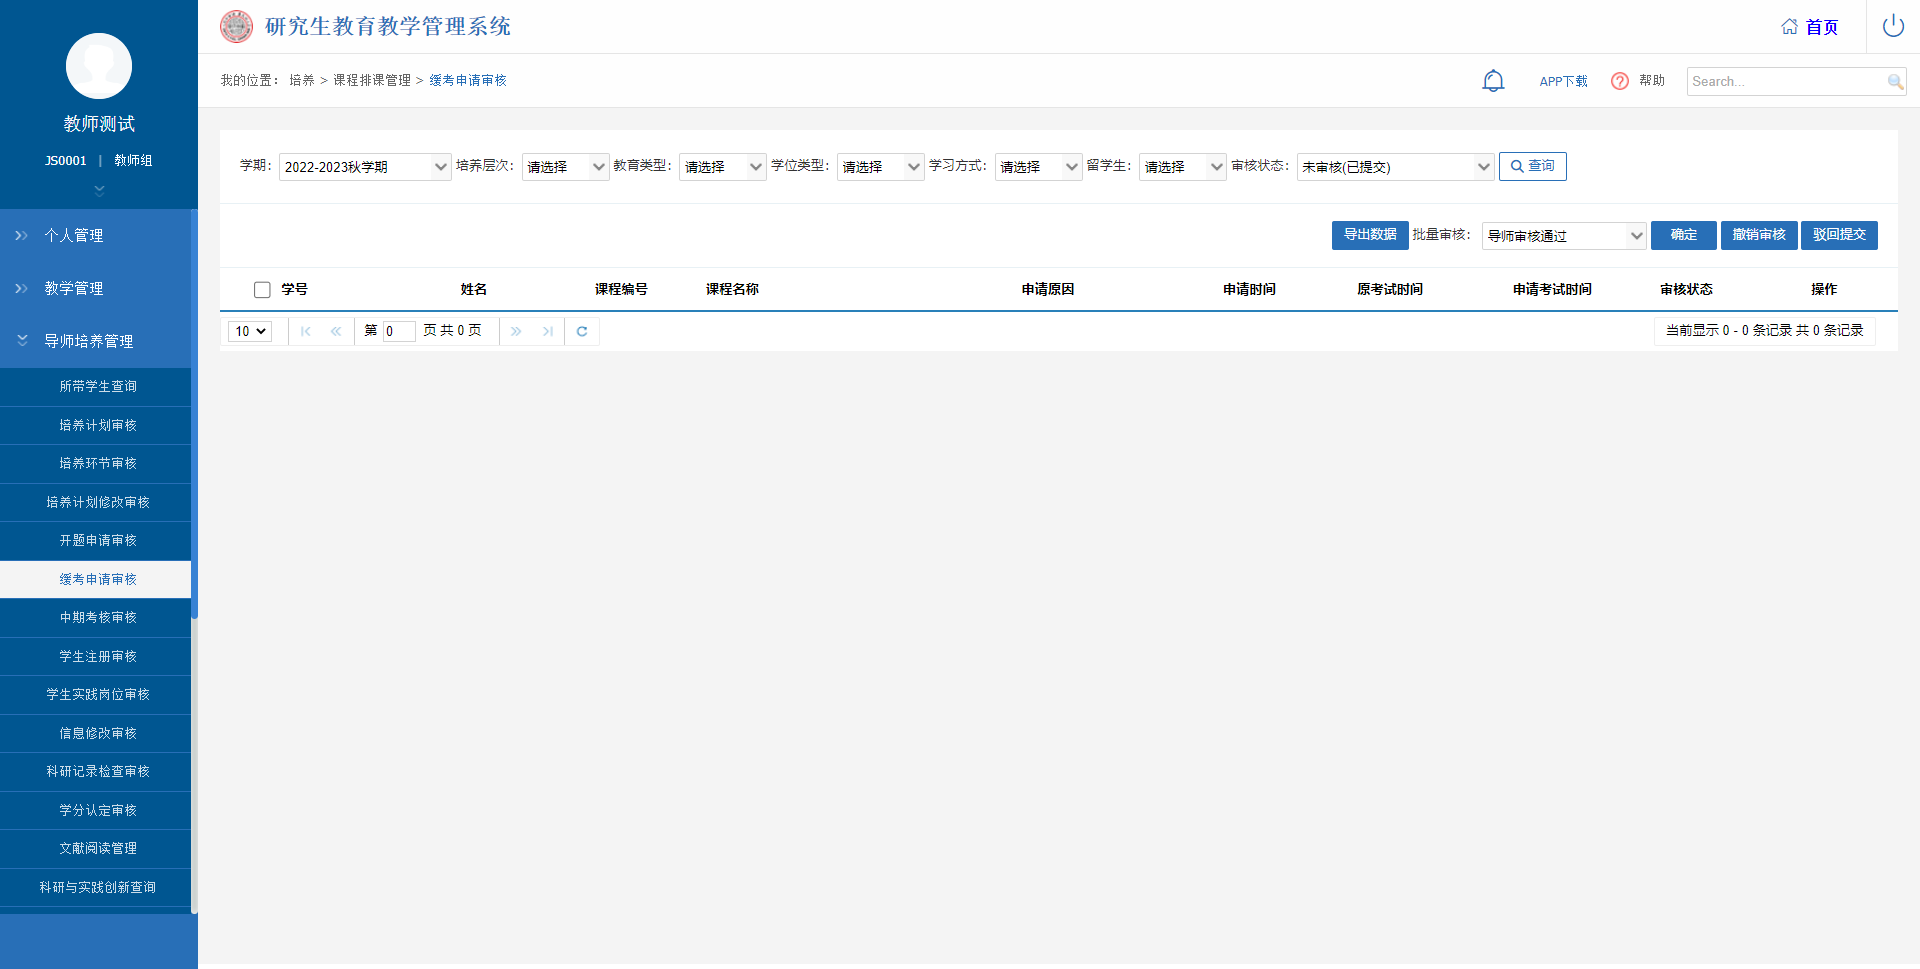 研究生教育教学管理系统
首页
我的位置： 培养 > 课程排课管理 > 缓考申请审核
APP下载
帮助
Search...
教师测试
JS0001 | 教师组
个人管理
教学管理
导师培养管理
所带学生查询
培养计划审核
培养环节审核
培养计划修改审核
开题申请审核
缓考申请审核
中期考核审核
学生注册审核
学生实践岗位审核
信息修改审核
科研记录检查审核
学分认定审核
文献阅读管理
科研与实践创新查询
学期： 2022-2023秋学期 培养层次： 请选择 教育类型： 请选择 学位类型： 请选择 学习方式： 请选择 留学生： 请选择 审核状态： 未审核(已提交) 查询
导出数据 批量审核： 导师审核通过 确定 撤销审核 驳回提交
学号 姓名 课程编号 课程名称 申请原因 申请时间 原考试时间 申请考试时间 审核状态 操作
10 第 0 页 共 0 页 当前显示 0 - 0 条记录 共 0 条记录